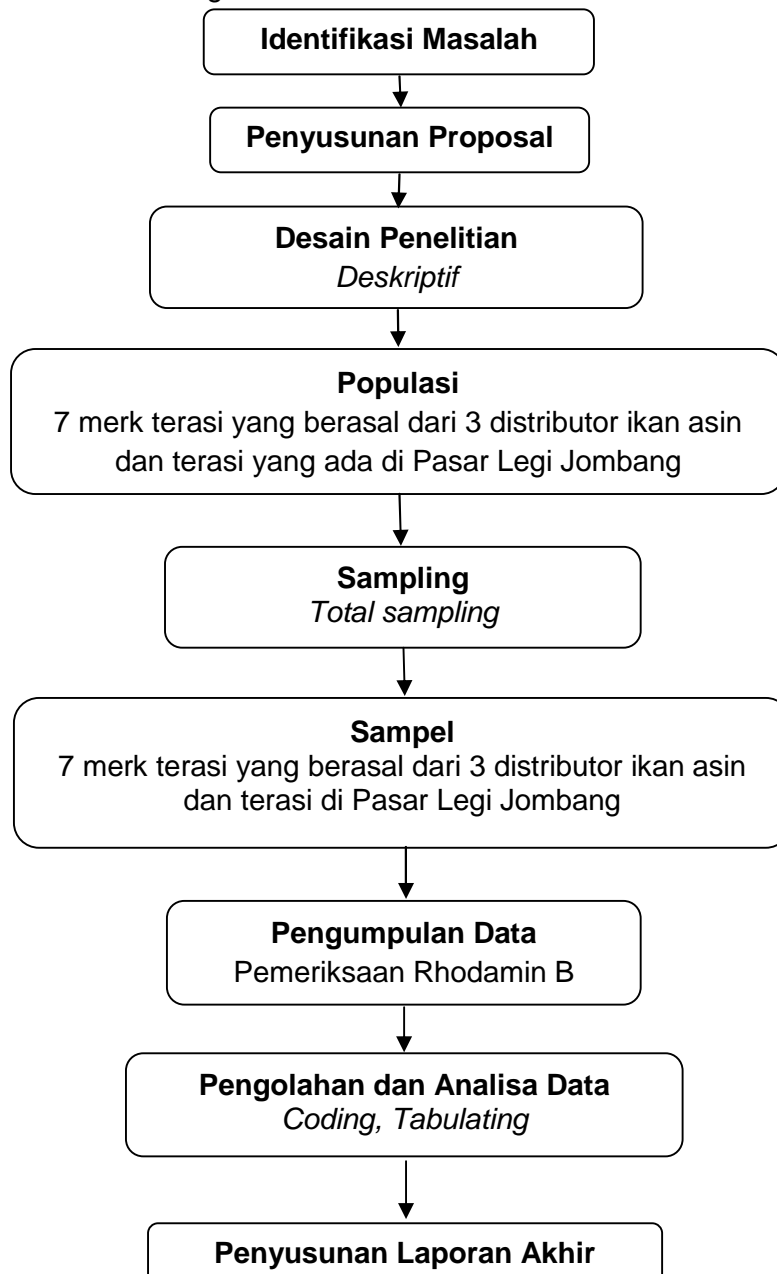 Identifikasi Masalah
Penyusunan Proposal
Desain Penelitian
Deskriptif
Populasi
7 merk terasi yang berasal dari 3 distributor ikan asin
dan terasi yang ada di Pasar Legi Jombang
Sampling
Total sampling
Sampel
7 merk terasi yang berasal dari 3 distributor ikan asin
dan terasi di Pasar Legi Jombang
Pengumpulan Data
Pemeriksaan Rhodamin B
Pengolahan dan Analisa Data
Coding, Tabulating
Penyusunan Laporan Akhir